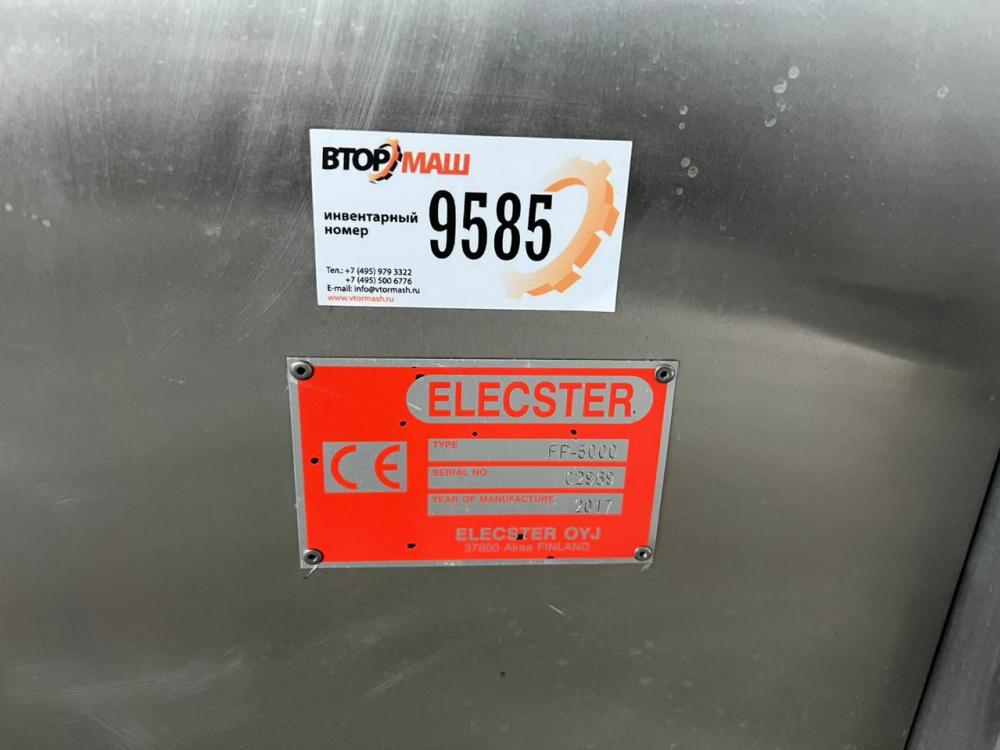 ВТОРМАШ
инвентарный
номер
9585
Тел.: +7 (495) 979 3322
+7 (495) 500 6776
E-mail: info@vtormash.ru
www.vtormash.ru
ELECSTER
CE
TYPE FP-5000
SERIAL NO.
YEAR OF MANUFACTURE 2017
ELECSTER OYJ
37800 Akaa FINLAND